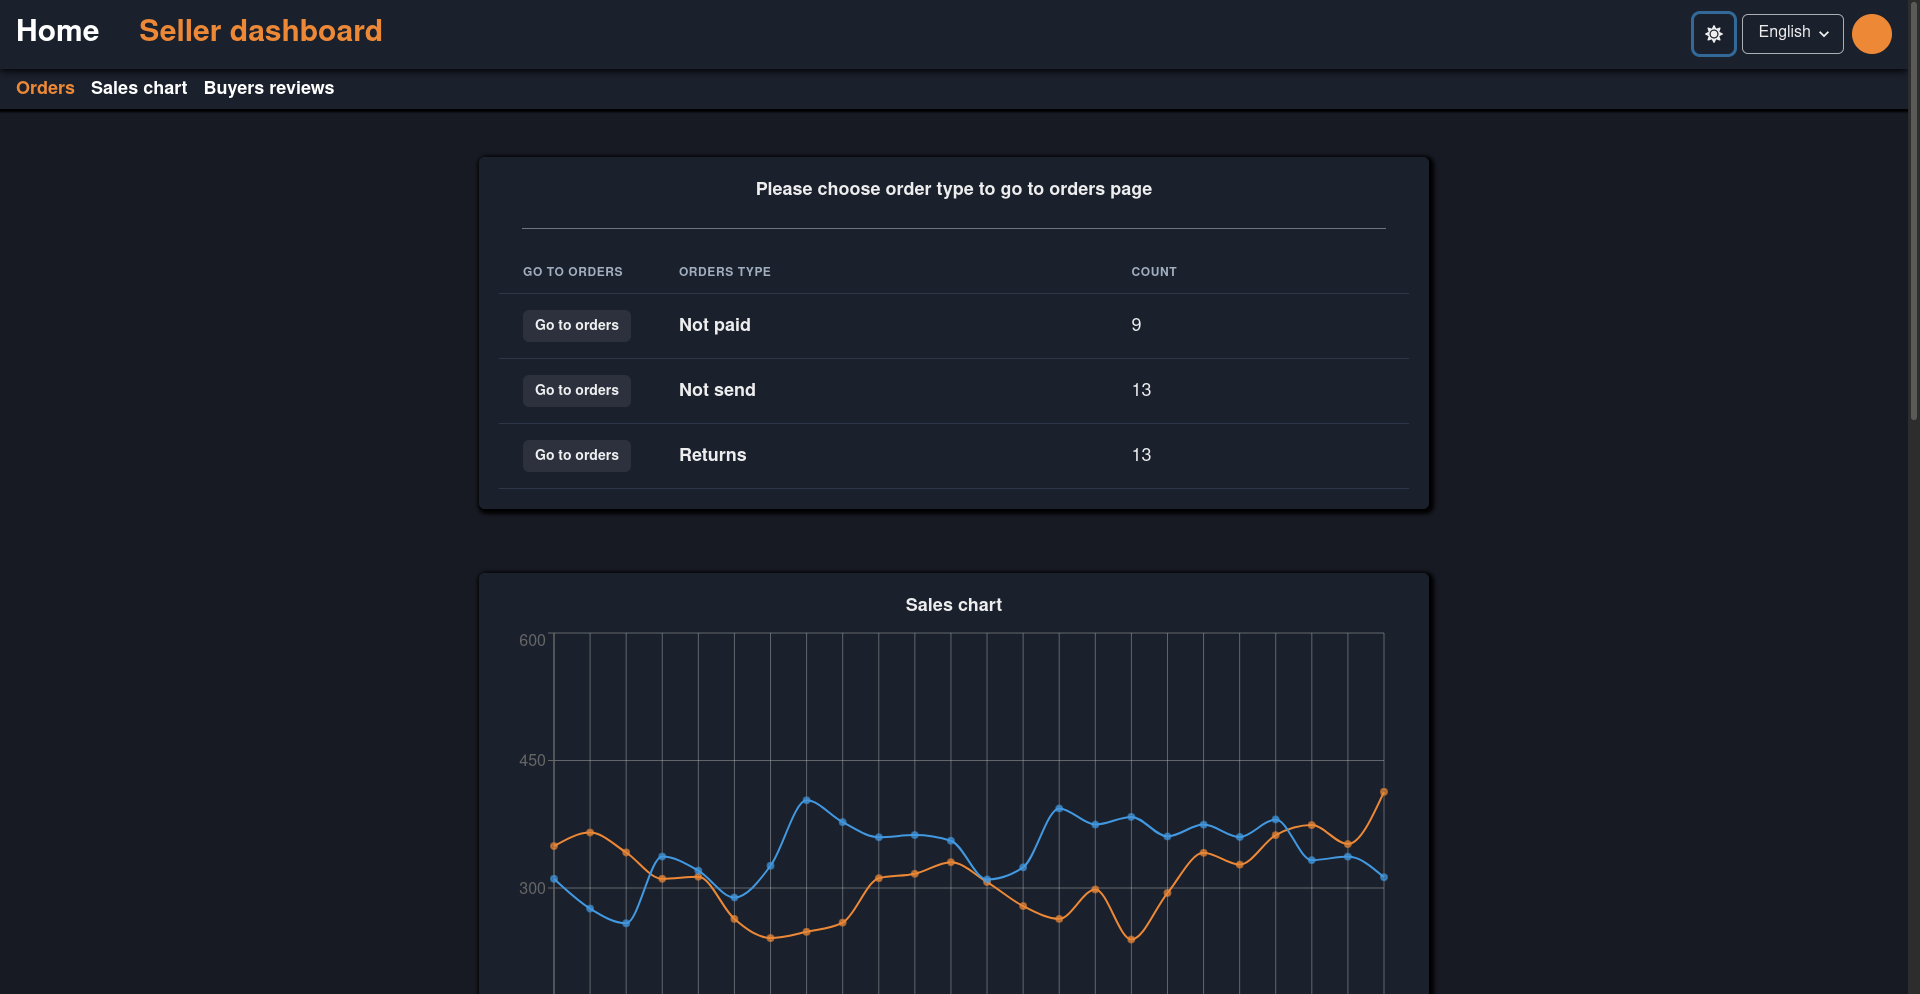 Home Seller dashboard English
Orders Sales chart Buyers reviews
Please choose order type to go to orders page
GO TO ORDERS ORDERS TYPE COUNT
Go to orders Not paid 9
Go to orders Not send 13
Go to orders Returns 13
Sales chart
600
450
300